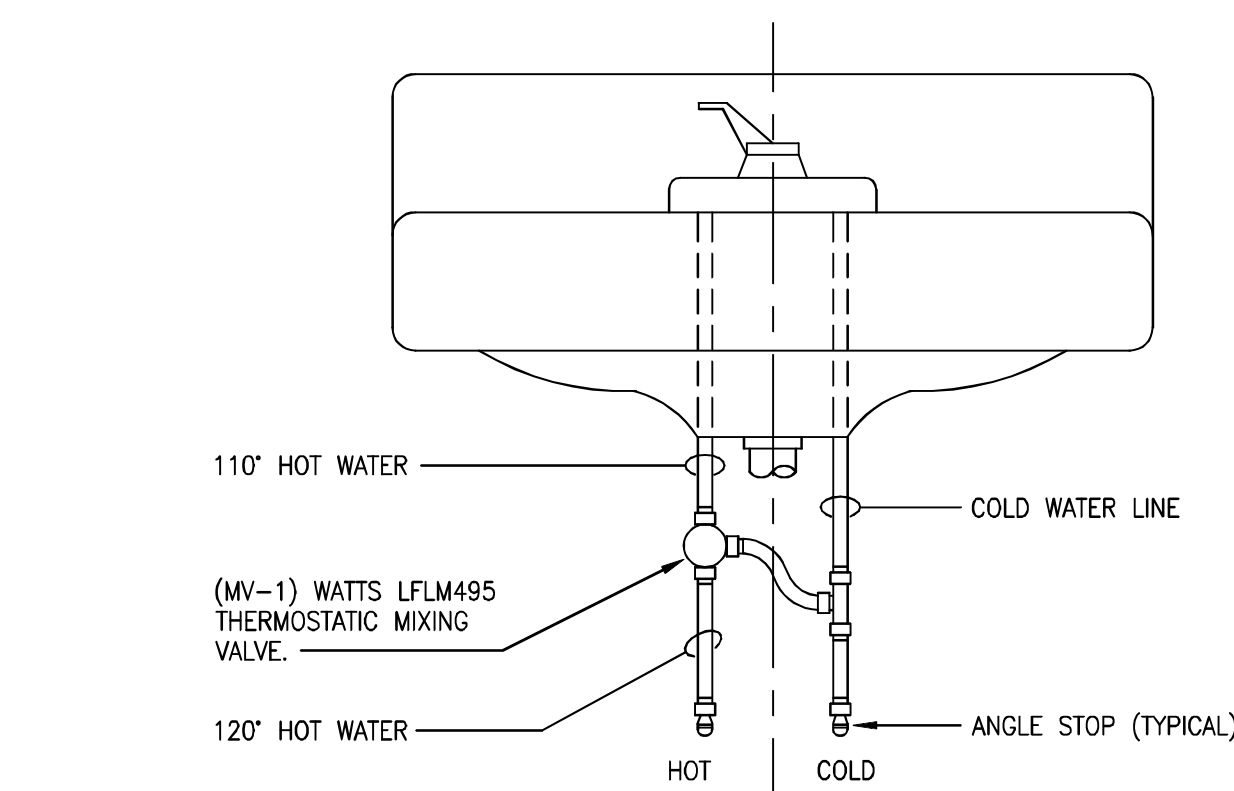 110° HOT WATER
COLD WATER LINE
(MV-1) WATTS LFLM495
THERMOSTATIC MIXING
VALVE.
120° HOT WATER
ANGLE STOP (TYPICAL)
HOT
COLD